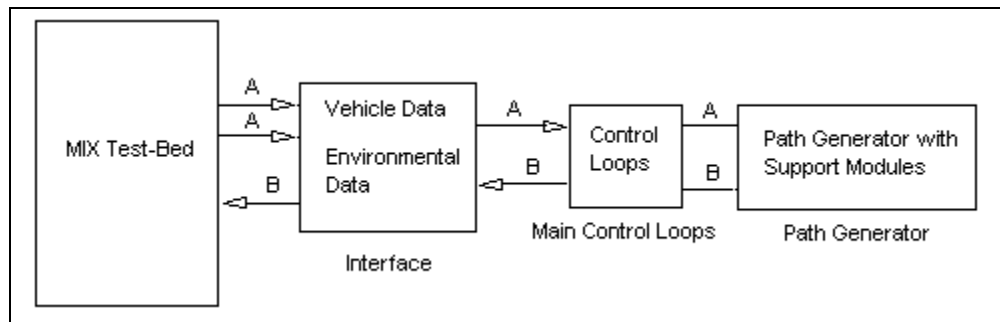 MIX Test-Bed
A
A
B
Vehicle Data
Environmental
Data
Interface
A
B
Control
Loops
Main Control Loops
A
B
Path Generator with
Support Modules
Path Generator